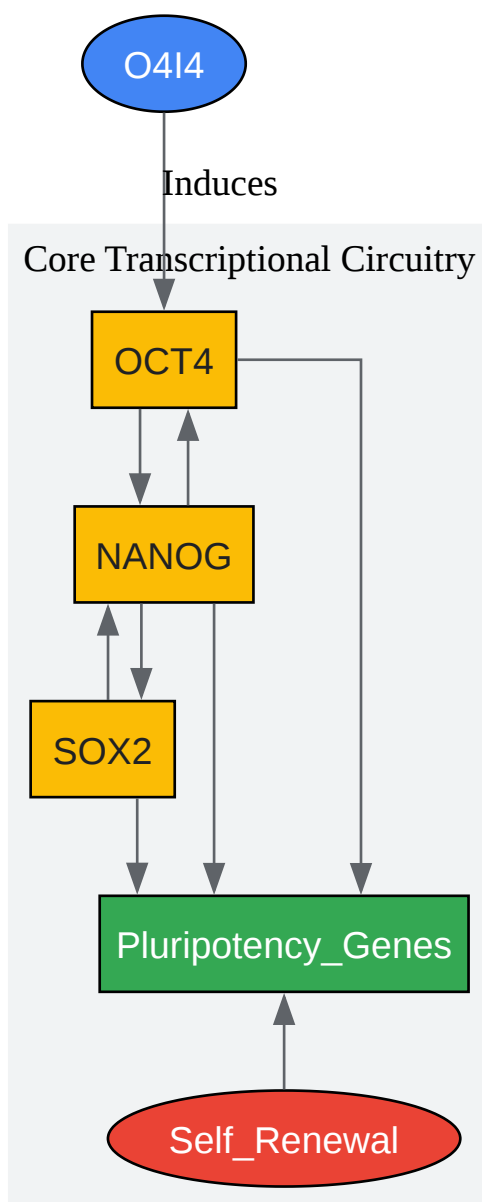 O4I4
Induces
Core Transcriptional Circuitry
OCT4
NANOG
SOX2
Pluripotency_Genes
Self_Renewal